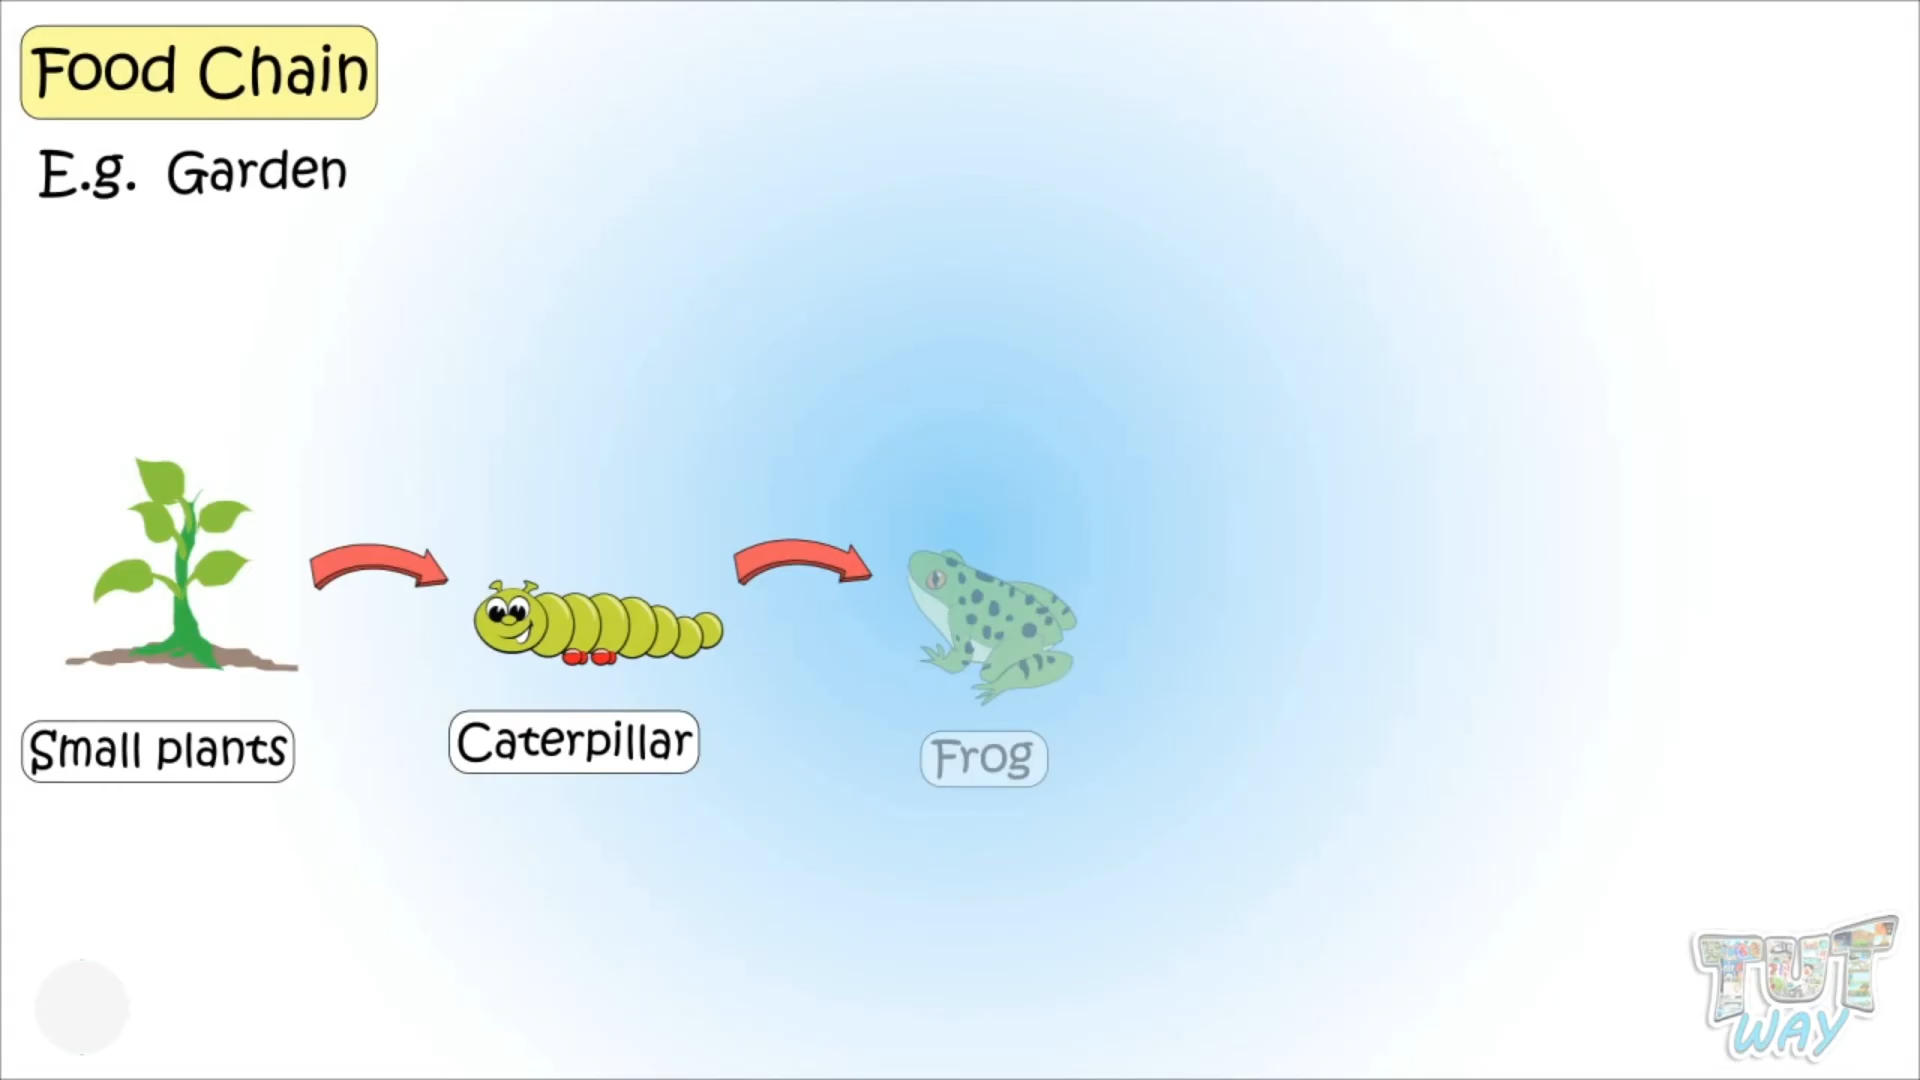 Food Chain
E.g. Garden
Small plants
Caterpillar
Frog
TUT
WAY